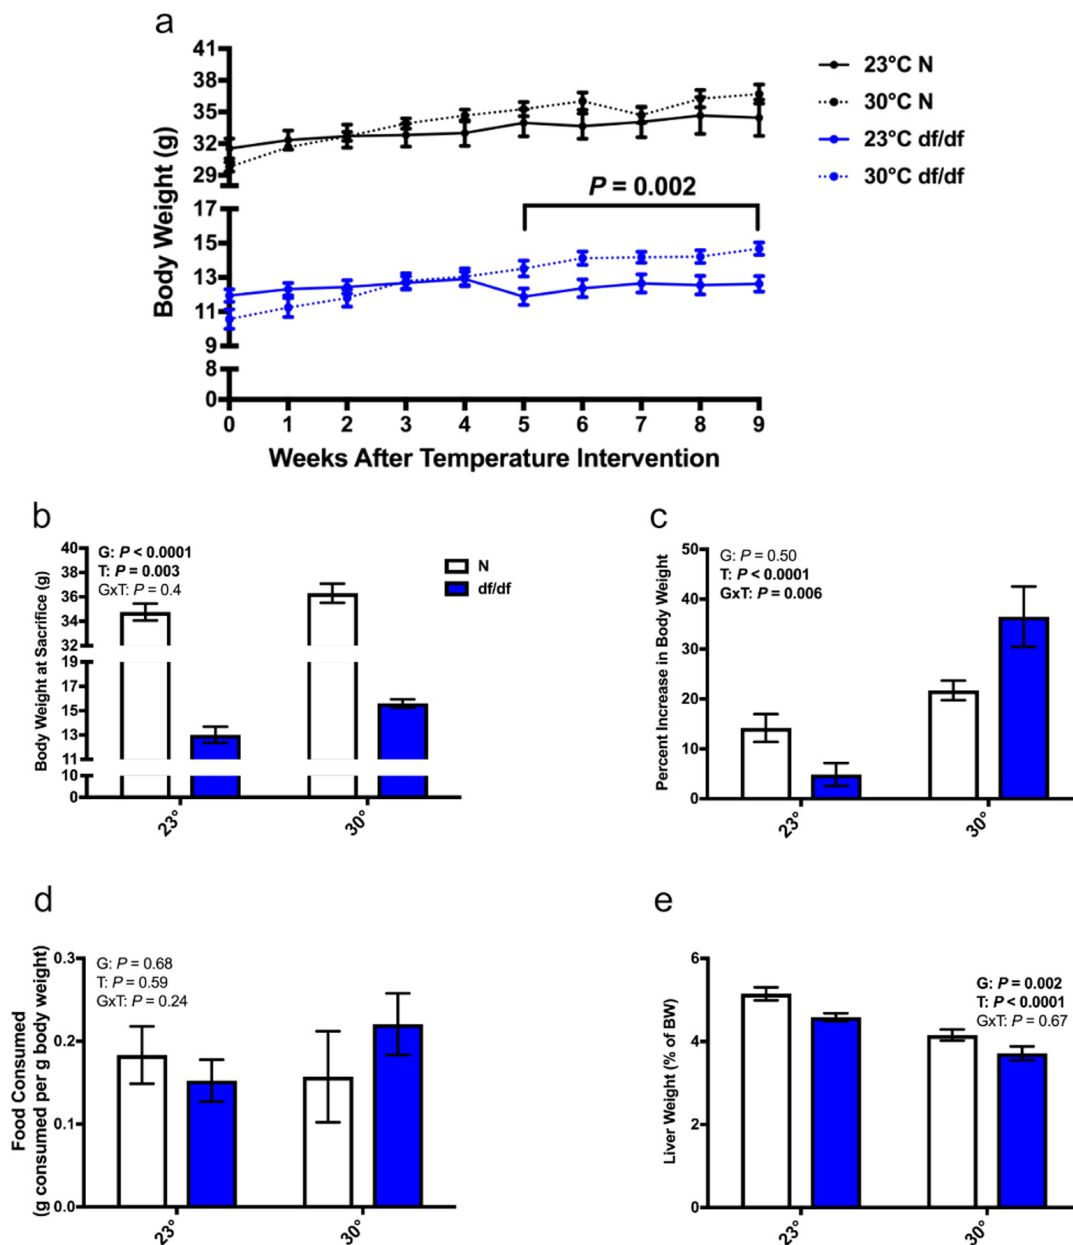 a
41
38
35
32
29
17
15
13
11
9
8
0
Body Weight (g)
P = 0.002
0 1 2 3 4 5 6 7 8 9
Weeks After Temperature Intervention
23°C N
30°C N
23°C df/df
30°C df/df
b
G: P < 0.0001
T: P = 0.003
GxT: P = 0.4
N
df/df
40
38
36
34
32
19
17
15
13
11
10
0
Body Weight at Sacrifice (g)
23°
30°
c
G: P = 0.50
T: P < 0.0001
GxT: P = 0.006
50
40
30
20
10
0
Percent Increase in Body Weight
23°
30°
d
G: P = 0.68
T: P = 0.59
GxT: P = 0.24
0.3
0.2
0.1
0.0
Food Consumed
(g consumed per g body weight)
23°
30°
e
G: P = 0.002
T: P < 0.0001
GxT: P = 0.67
6
4
2
0
Liver Weight (% of BW)
23°
30°